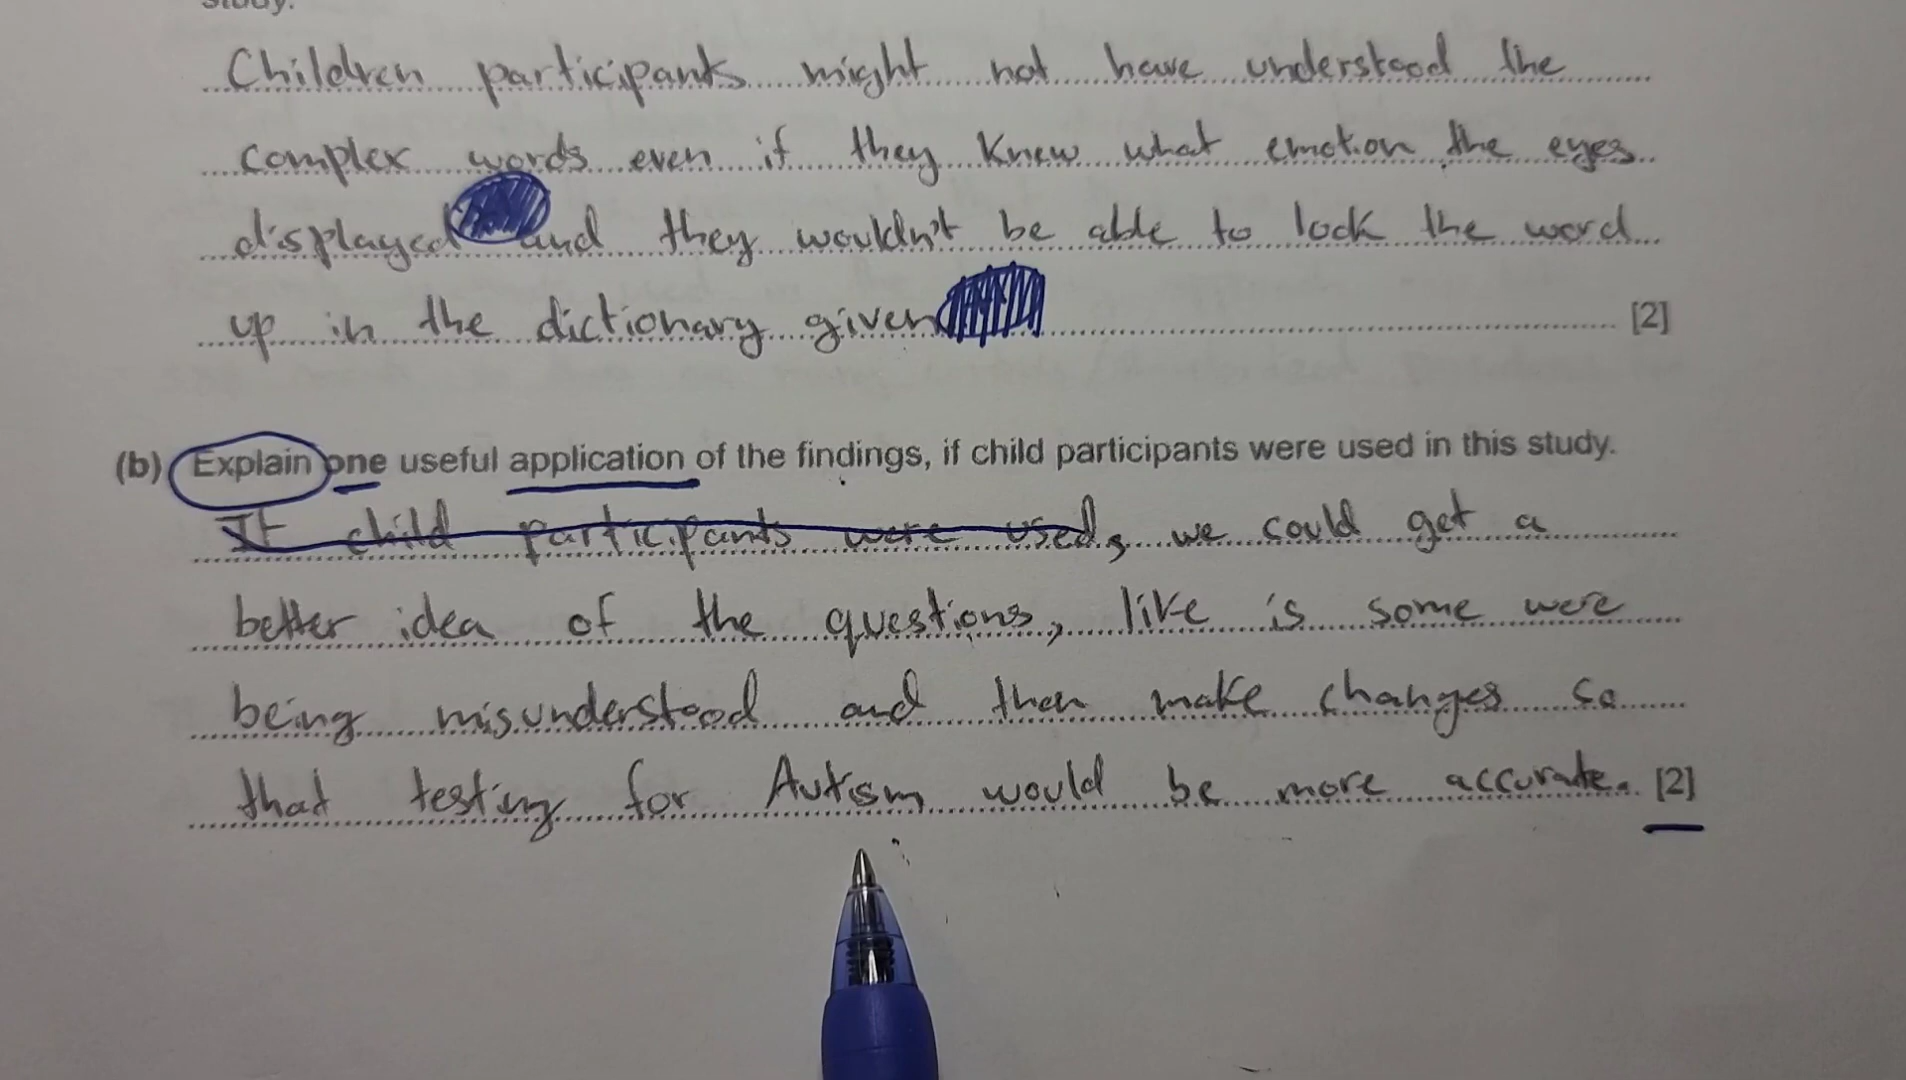 study.
Children participants might not have understood the
complex words even if they knew what emotion the eyes
displayed and they wouldn't be able to look the word
up in the dictionary given [2]
(b) Explain one useful application of the findings, if child participants were used in this study.
If child participants were used, we could get a
better idea of the questions, like is some were
being misunderstood and then make changes so
that testing for Autism would be more accurate. [2]